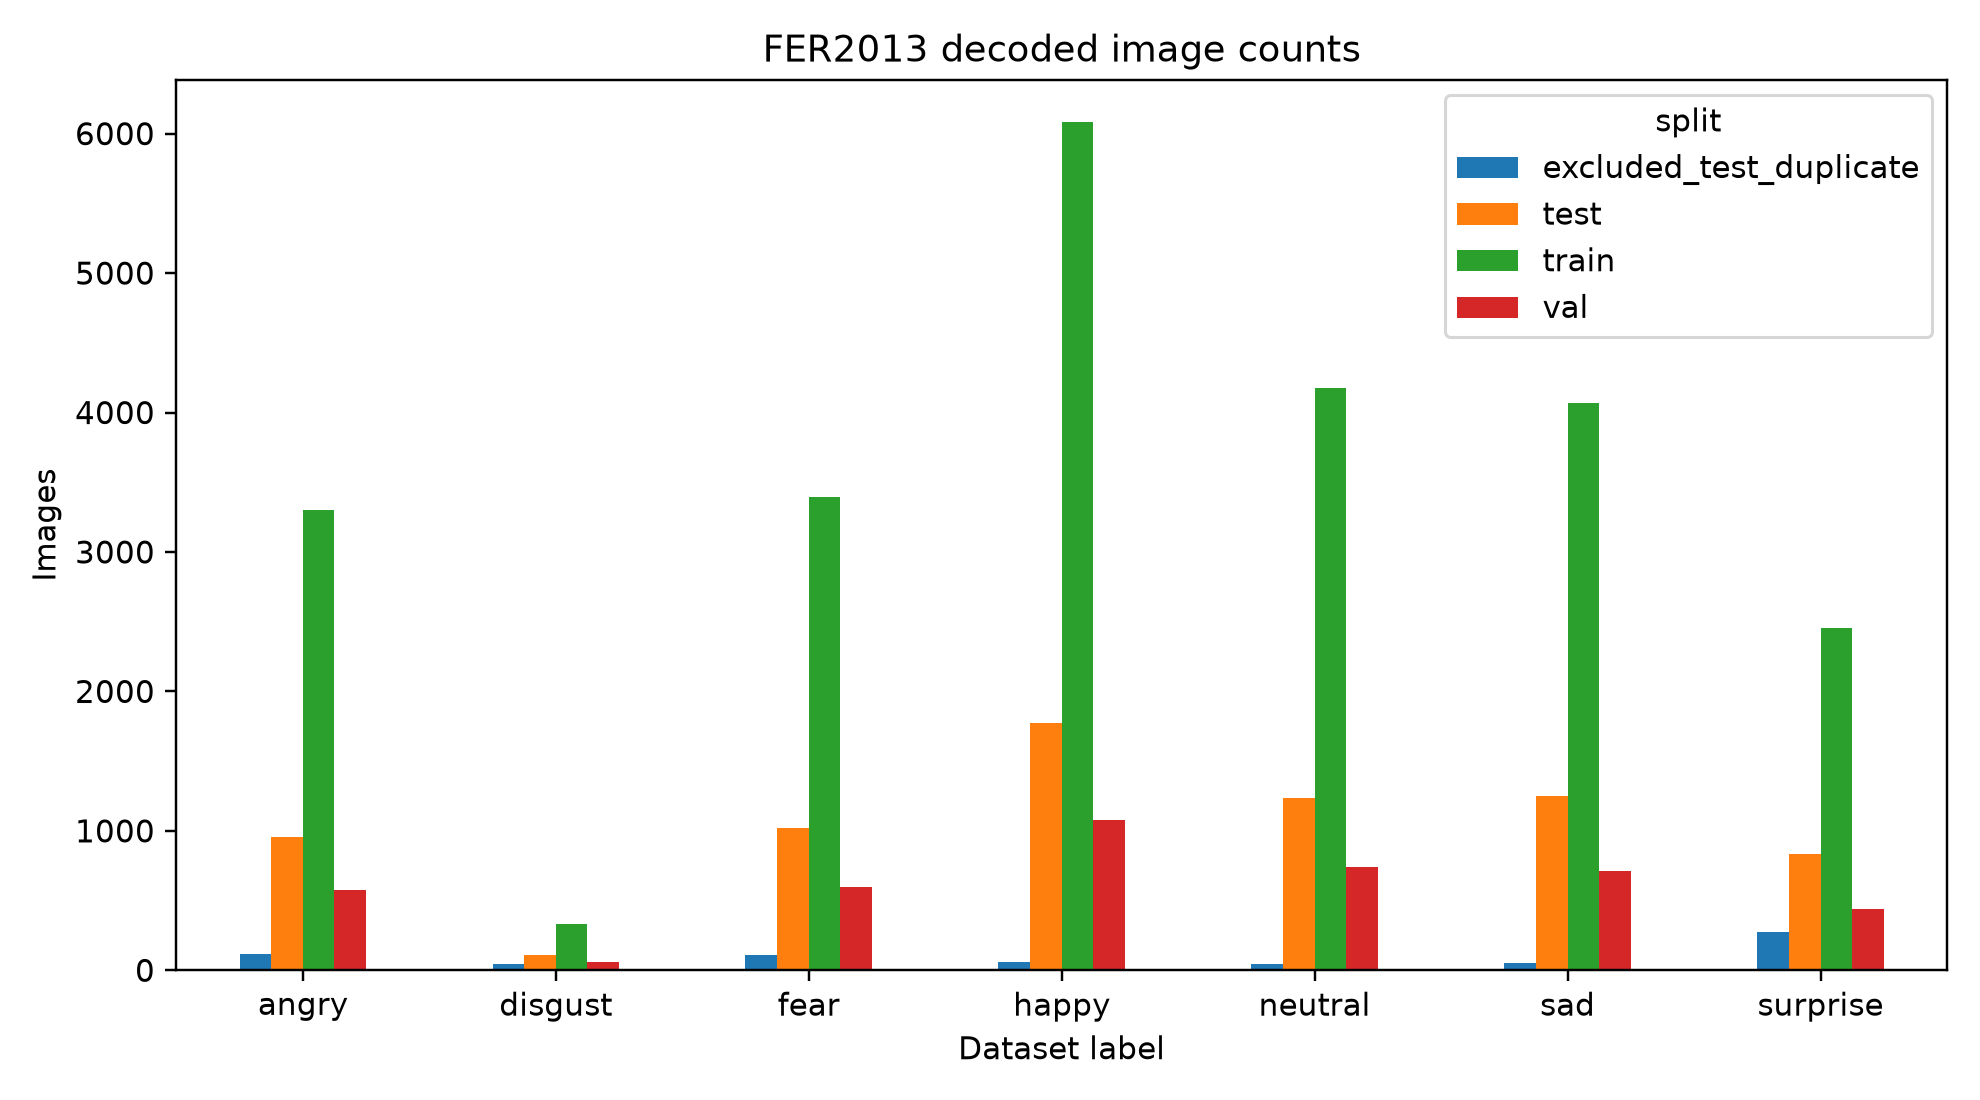 FER2013 decoded image counts
split
excluded_test_duplicate
test
train
val
6000
5000
4000
3000
2000
1000
0
Images
angry disgust fear happy neutral sad surprise
Dataset label